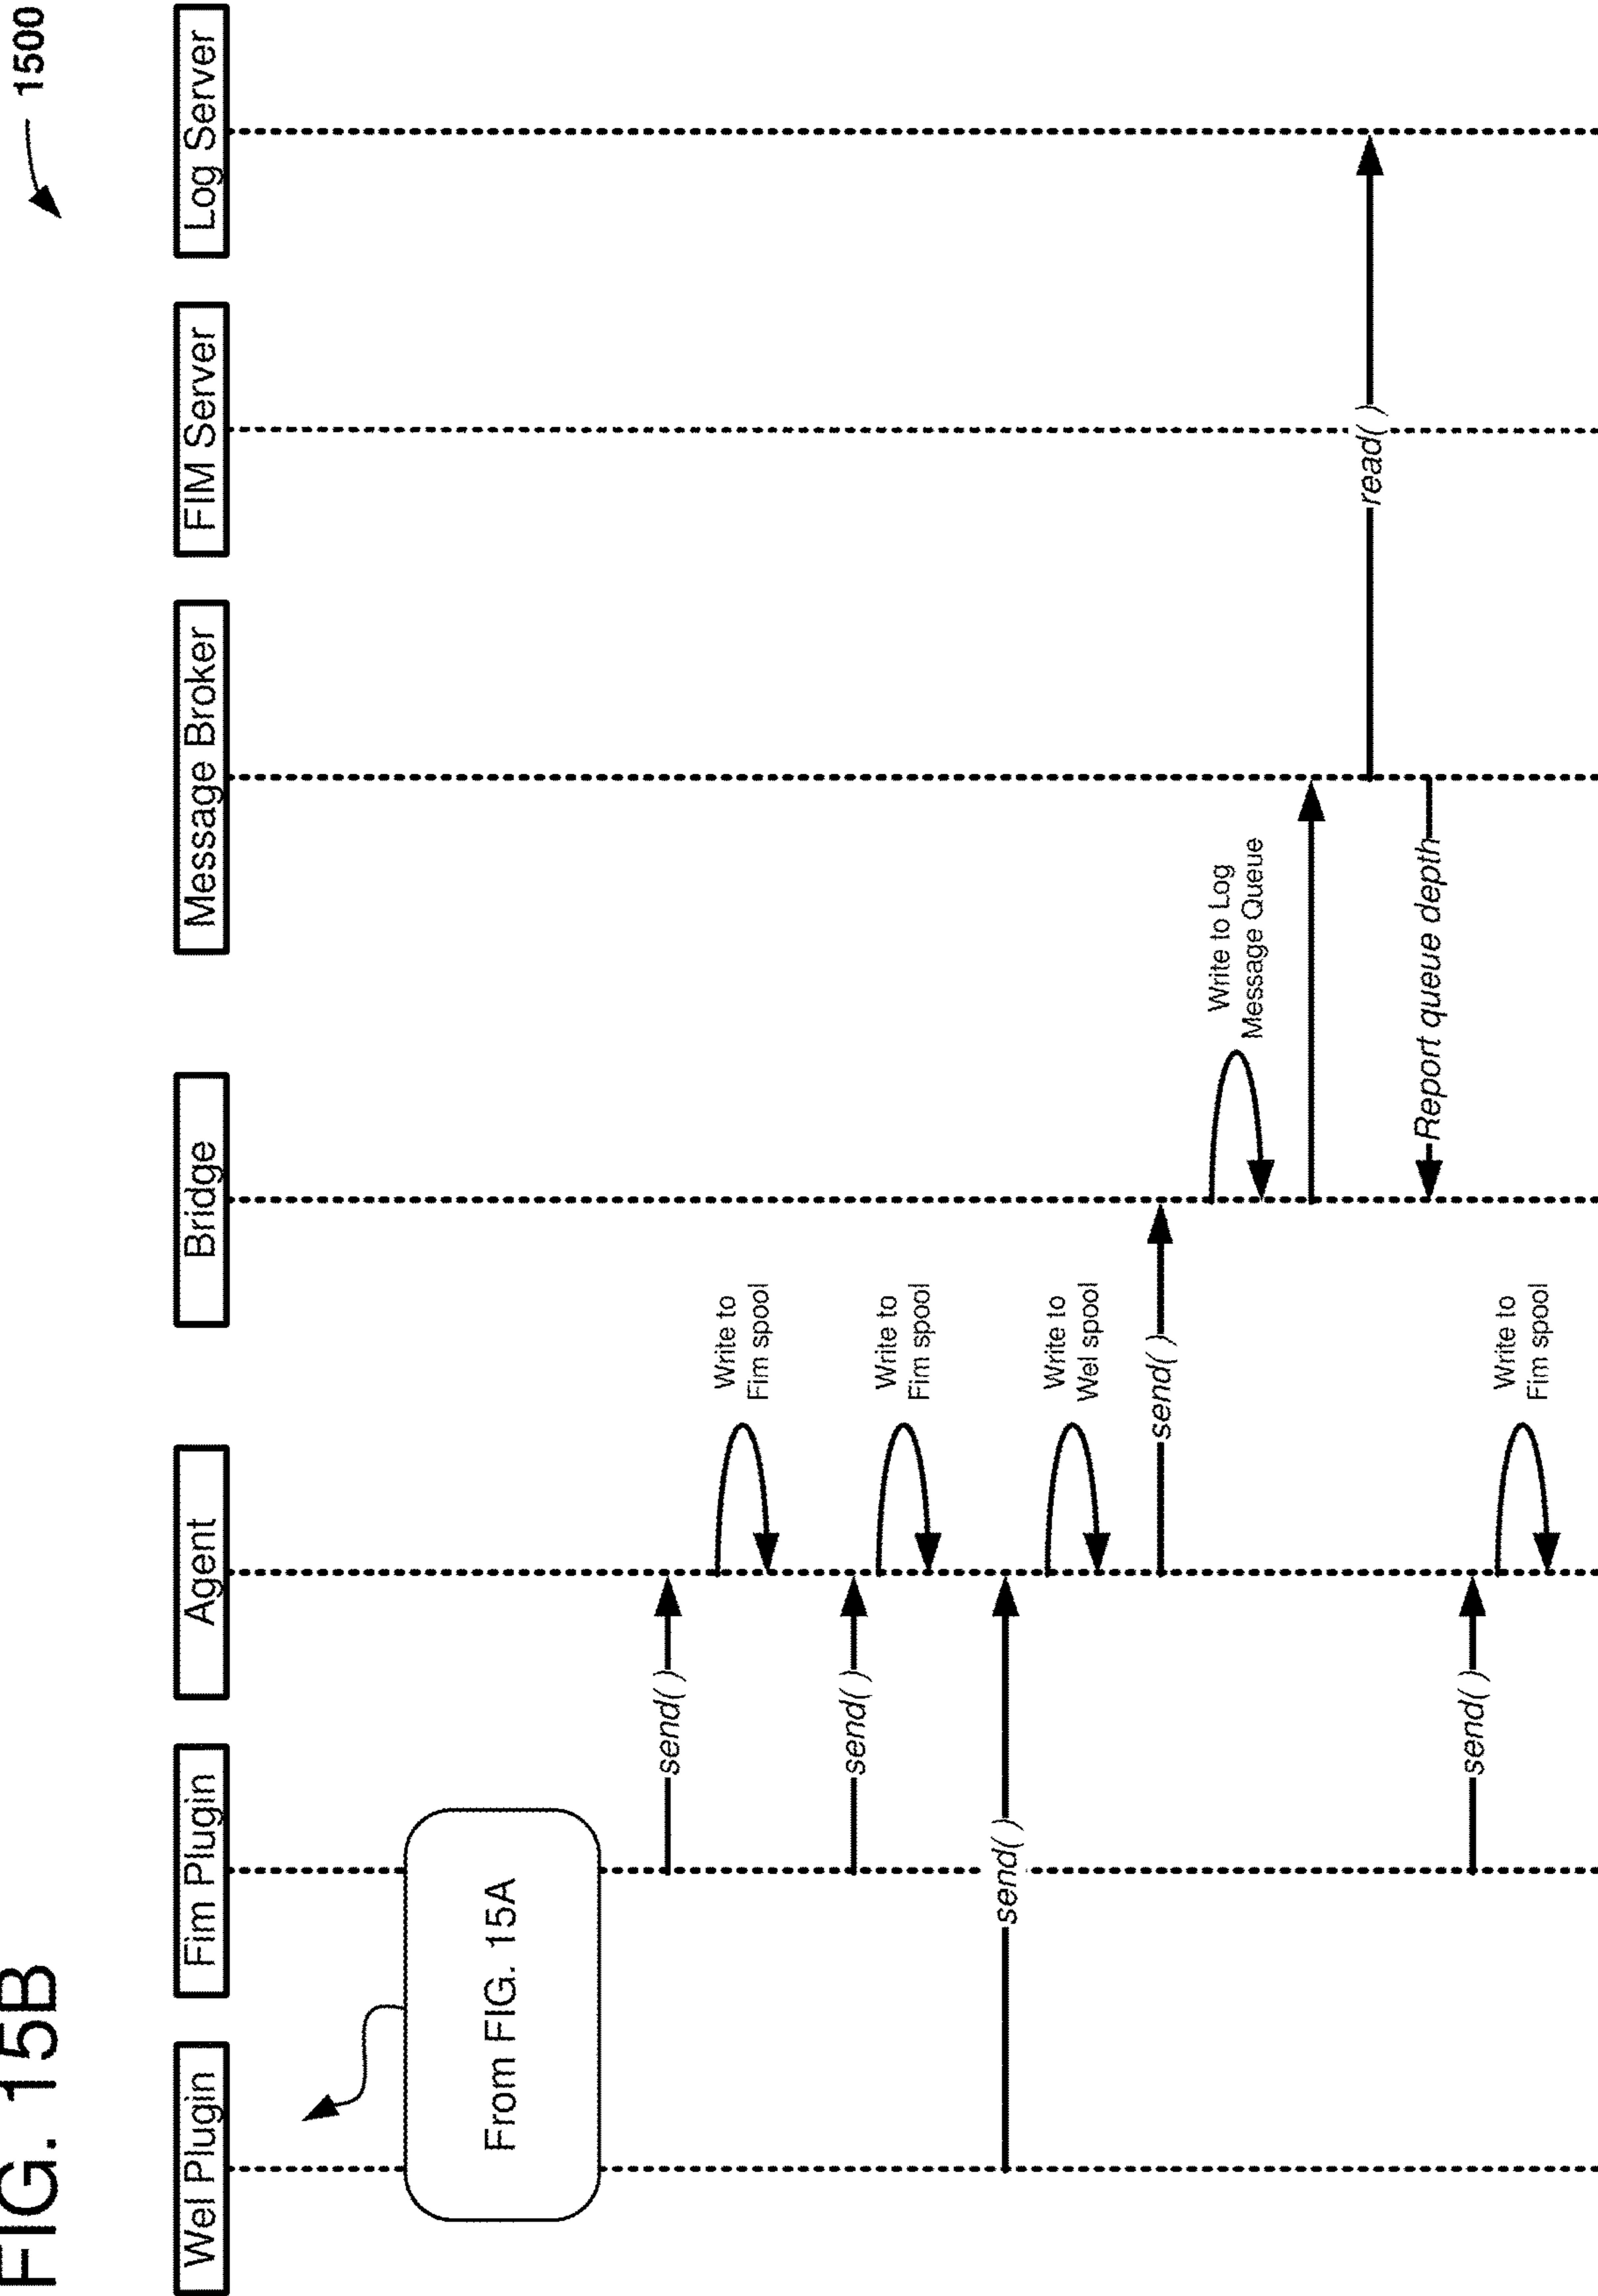 FIG. 15B
1500
Wel Plugin
Fim Plugin
Agent
Bridge
Message Broker
FIM Server
Log Server
From FIG. 15A
send( )
Write to
Fim spool
send( )
Write to
Fim spool
send( )
Write to
Wel spool
send( )
Write to Log
Message Queue
read( )
Report queue depth
send( )
Write to
Fim spool